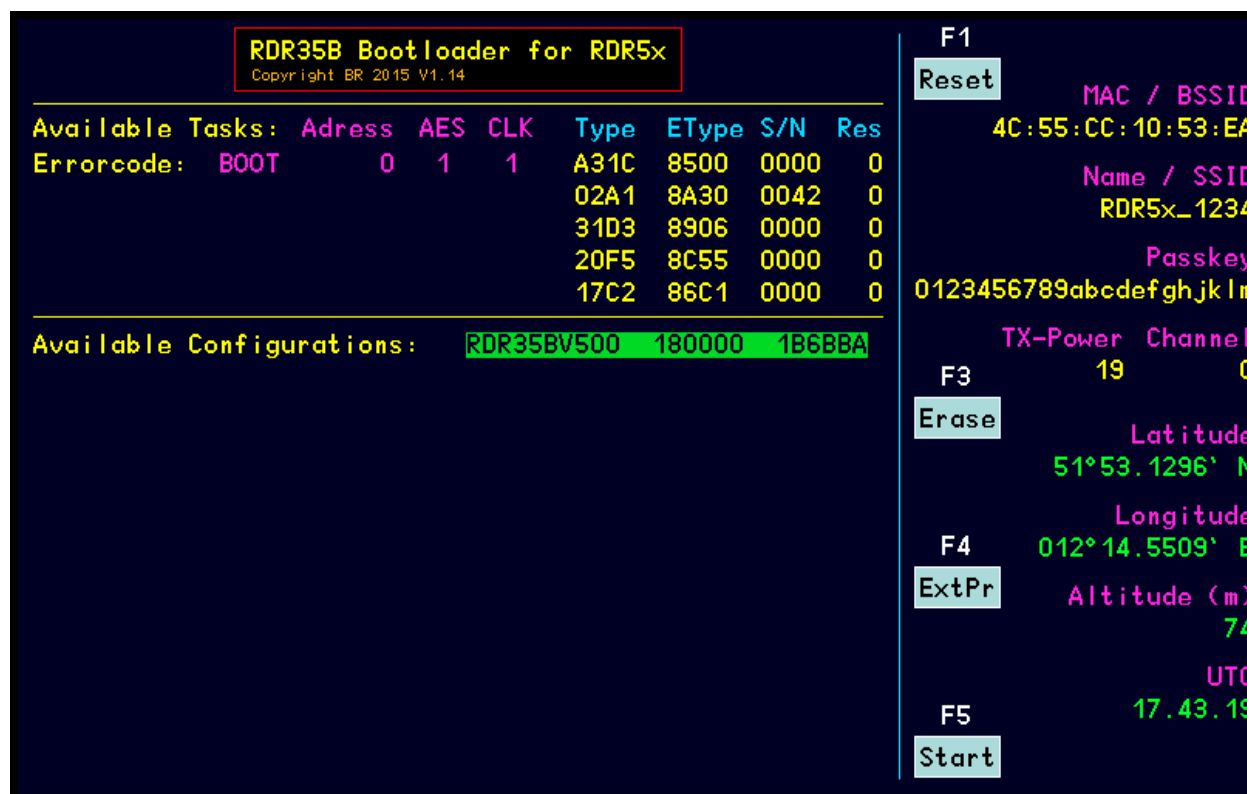 RDR35B Bootloader for RDR5x
Copyright BR 2015 V1.14
Available Tasks: Adress AES CLK Type EType S/N Res
Errorcode: BOOT 0 1 1 A31C 8500 0000 0
02A1 8A30 0042 0
31D3 8906 0000 0
20F5 8C55 0000 0
17C2 86C1 0000 0
Available Configurations: RDR35BV500 180000 1B6BBA
F1
Reset
MAC / BSSID
4C:55:CC:10:53:EA
Name / SSID
RDR5x_1234
Passkey
0123456789abcdefghjklm
TX-Power Channel
19 0
F3
Erase
Latitude
51°53.1296` N
Longitude
012°14.5509` E
F4
ExtPr
Altitude (m)
74
UTC
17.43.19
F5
Start